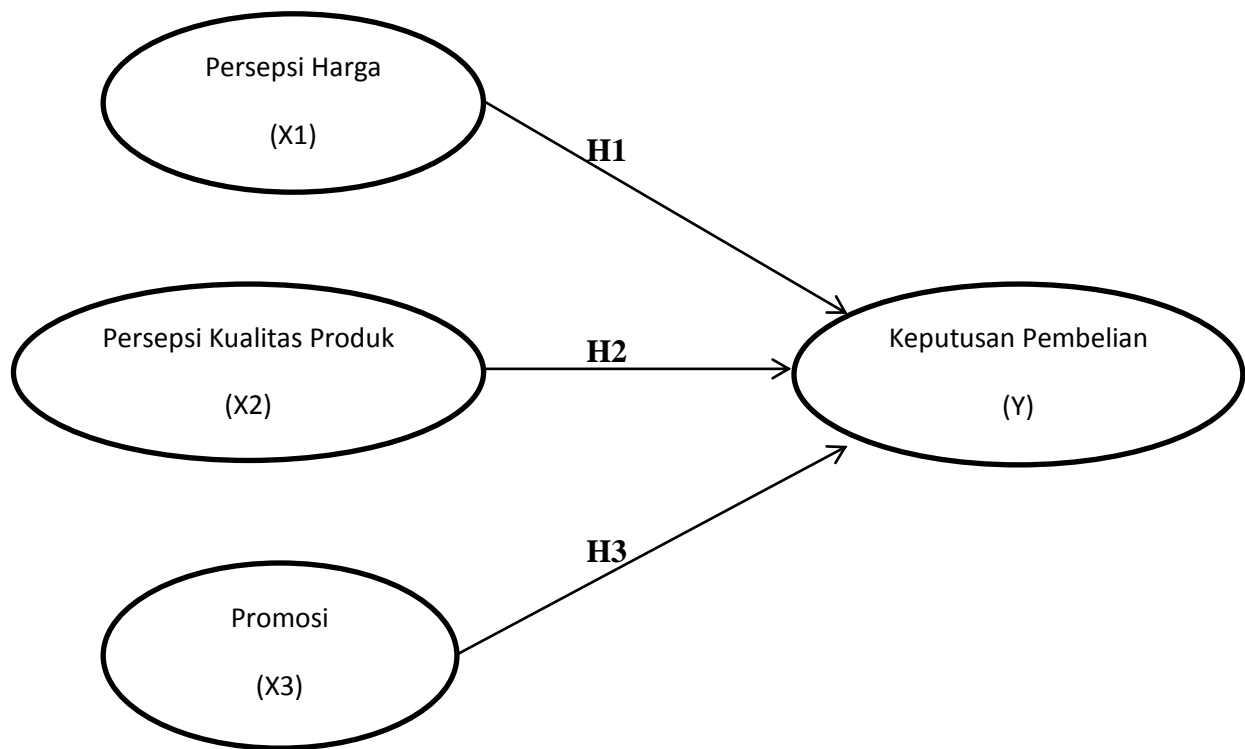 Persepsi Harga
(X1)
H1
Persepsi Kualitas Produk
(X2)
H2
Keputusan Pembelian
(Y)
H3
Promosi
(X3)